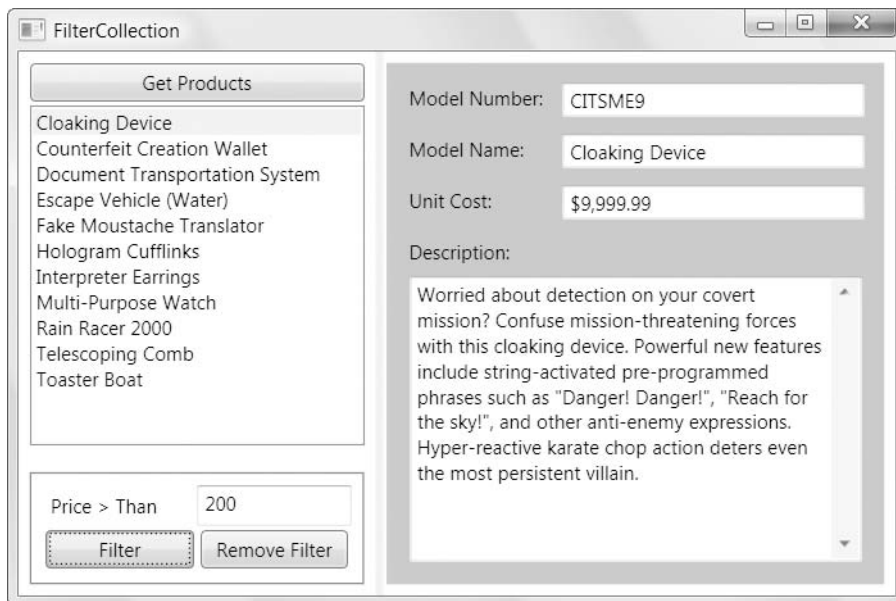 FilterCollection
Get Products
Cloaking Device
Counterfeit Creation Wallet
Document Transportation System
Escape Vehicle (Water)
Fake Moustache Translator
Hologram Cufflinks
Interpreter Earrings
Multi-Purpose Watch
Rain Racer 2000
Telescoping Comb
Toaster Boat
Price > Than 200
Filter Remove Filter
Model Number: CITSME9
Model Name: Cloaking Device
Unit Cost: $9,999.99
Description:
Worried about detection on your covert
mission? Confuse mission-threatening forces
with this cloaking device. Powerful new features
include string-activated pre-programmed
phrases such as "Danger! Danger!", "Reach for
the sky!", and other anti-enemy expressions.
Hyper-reactive karate chop action deters even
the most persistent villain.